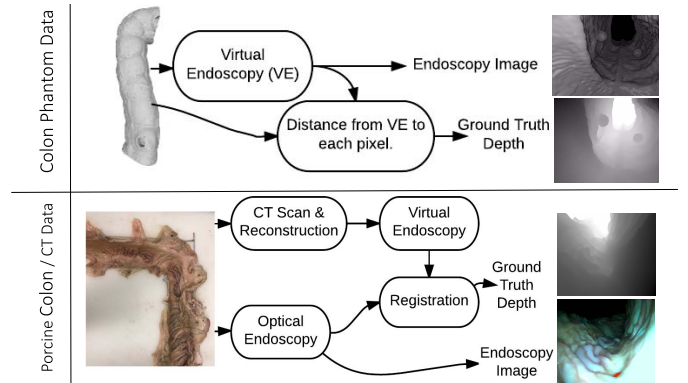 Colon Phantom Data
Virtual
Endoscopy (VE)
Endoscopy Image
Distance from VE to
each pixel.
Ground Truth
Depth
Porcine Colon / CT Data
CT Scan &
Reconstruction
Virtual
Endoscopy
Ground
Truth
Depth
Registration
Optical
Endoscopy
Endoscopy
Image